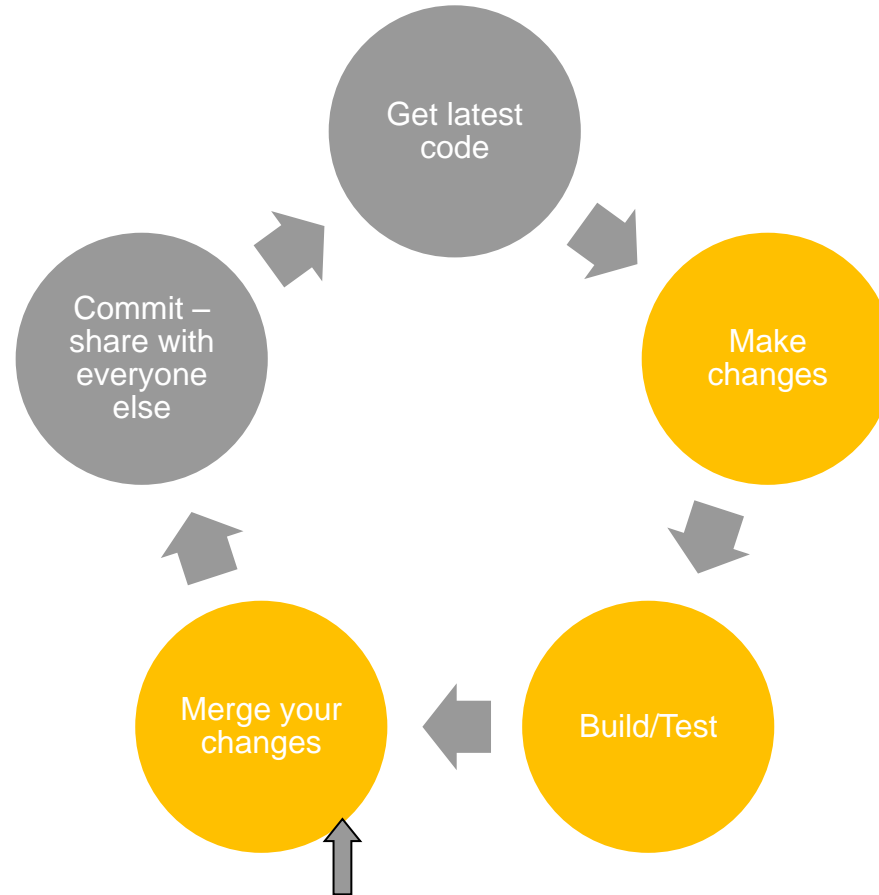 Get latest
code
Make
changes
Build/Test
Merge your
changes
Commit –
share with
everyone
else